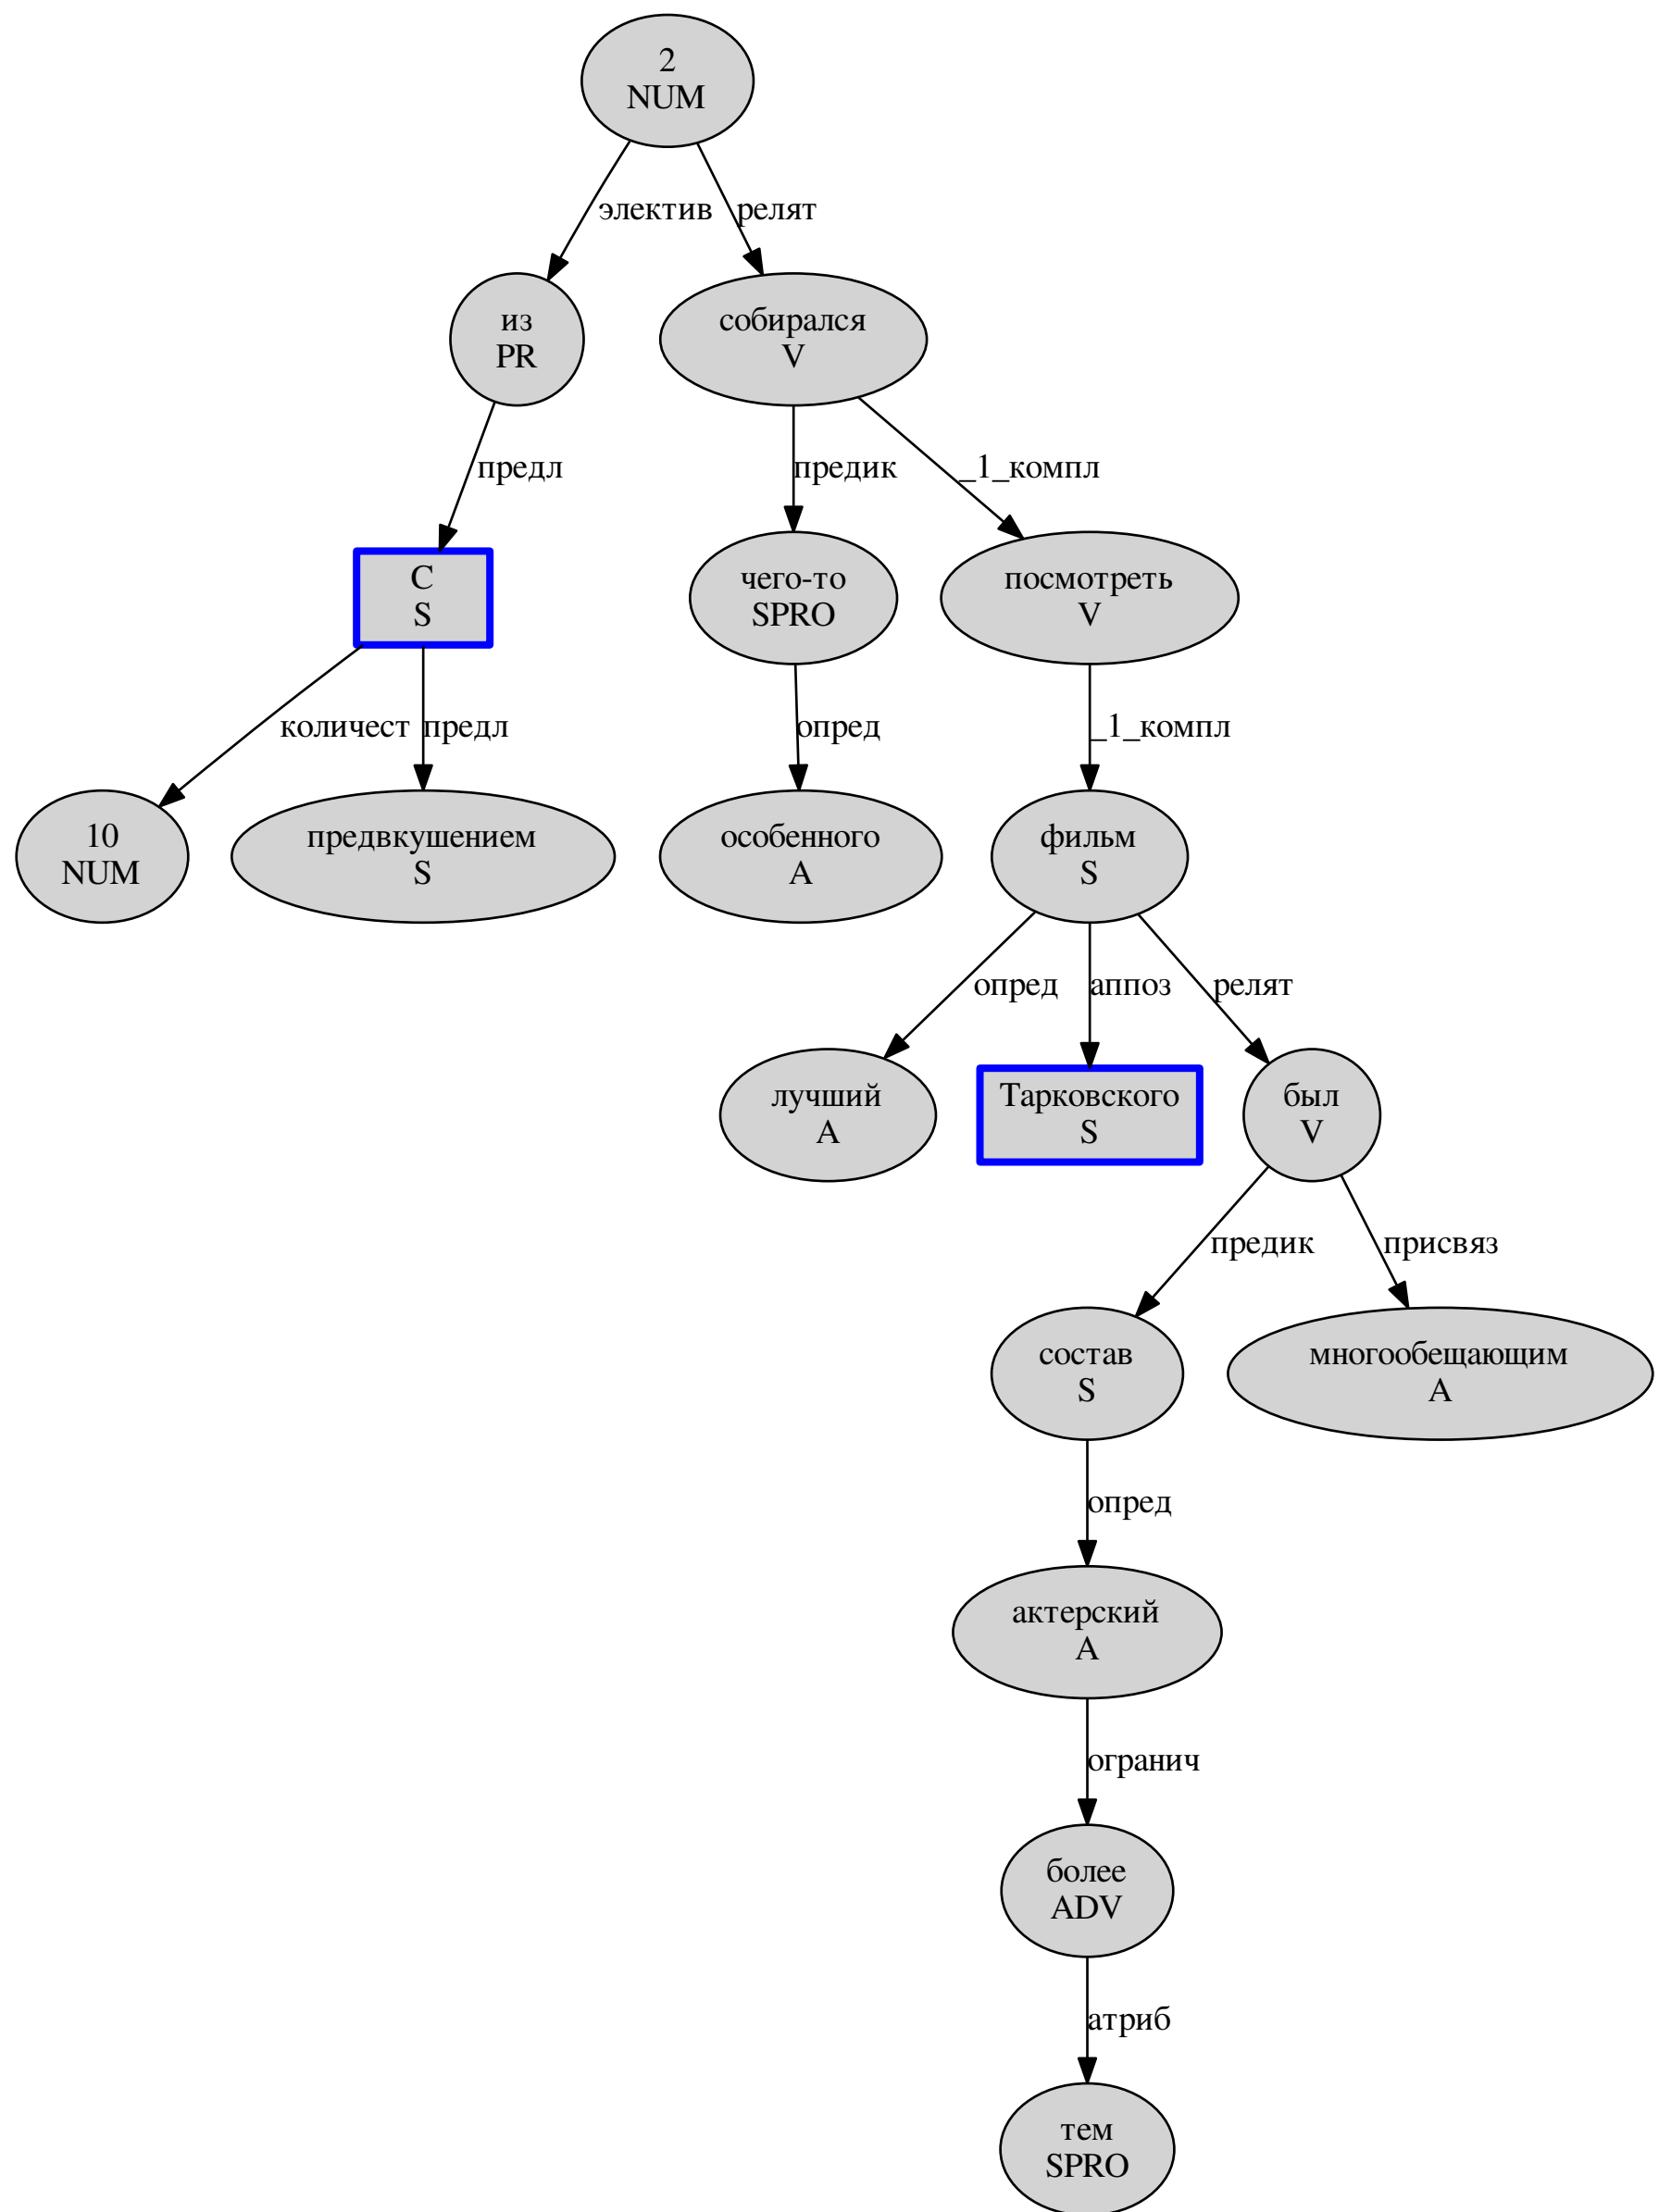 2
NUM
электив
релят
из
PR
собирался
V
предл
предик
_1_компл
С
S
чего-то
SPRO
посмотреть
V
количест
предл
опред
_1_компл
10
NUM
предвкушением
S
особенного
A
фильм
S
опред
аппоз
релят
лучший
A
Тарковского
S
был
V
предик
присвяз
состав
S
многообещающим
A
опред
актерский
A
огранич
более
ADV
атриб
тем
SPRO